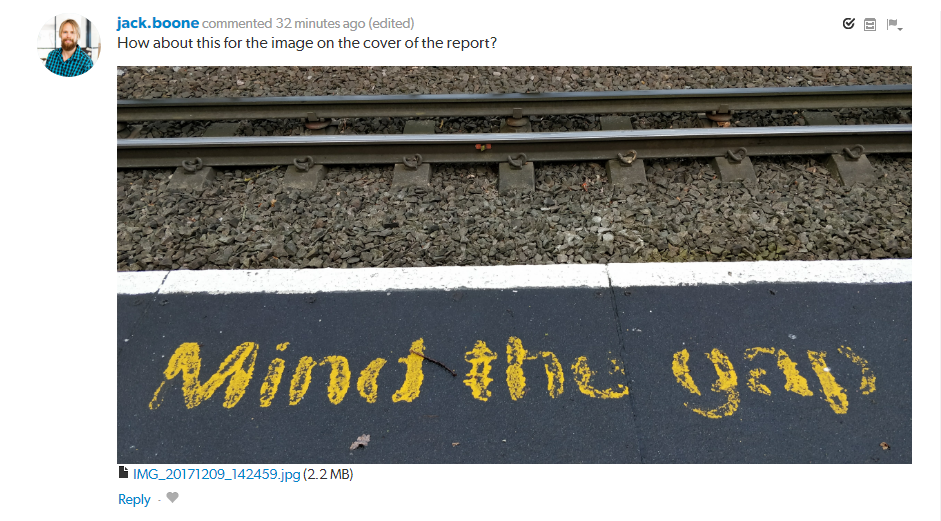 jack.boone commented 32 minutes ago (edited)
How about this for the image on the cover of the report?
Mind the gap
IMG_20171209_142459.jpg (2.2 MB)
Reply -